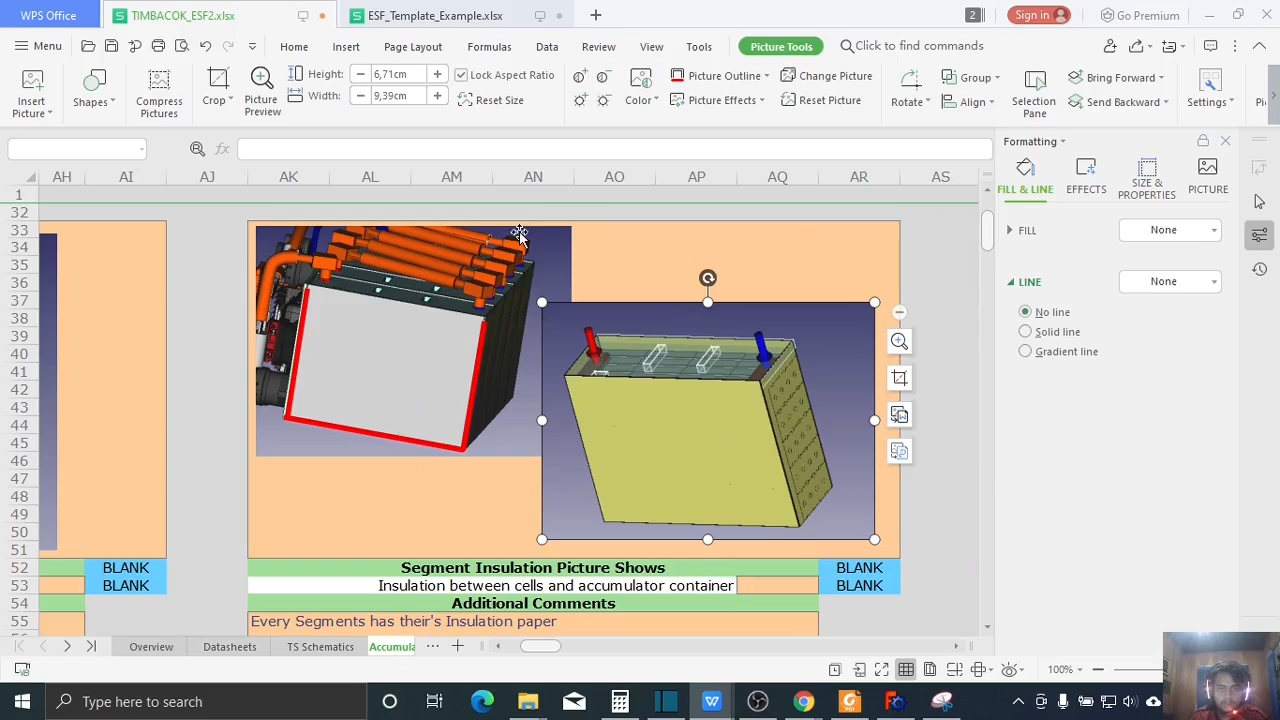 WPS Office
TIMBACOK_ESF2.xlsx
ESF_Template_Example.xlsx
2
Sign in
Go Premium
Menu
Home
Insert
Page Layout
Formulas
Data
Review
View
Tools
Picture Tools
Click to find commands
Insert
Picture
Shapes
Compress
Pictures
Crop
Picture
Preview
Height:
6,71cm
Width:
9,39cm
Lock Aspect Ratio
Reset Size
Color
Picture Outline
Picture Effects
Change Picture
Reset Picture
Rotate
Group
Align
Selection
Pane
Bring Forward
Send Backward
Settings
fx
Formatting
FILL & LINE
EFFECTS
SIZE &
PROPERTIES
PICTURE
FILL
None
LINE
None
No line
Solid line
Gradient line
AH AI AJ AK AL AM AN AO AP AQ AR AS
1
32
33
34
35
36
37
38
39
40
41
42
43
44
45
46
47
48
49
50
51
52 BLANK Segment Insulation Picture Shows BLANK
53 BLANK Insulation between cells and accumulator container BLANK
54 Additional Comments
55 Every Segments has their's Insulation paper
Overview
Datasheets
TS Schematics
Accumula
100%
Type here to search